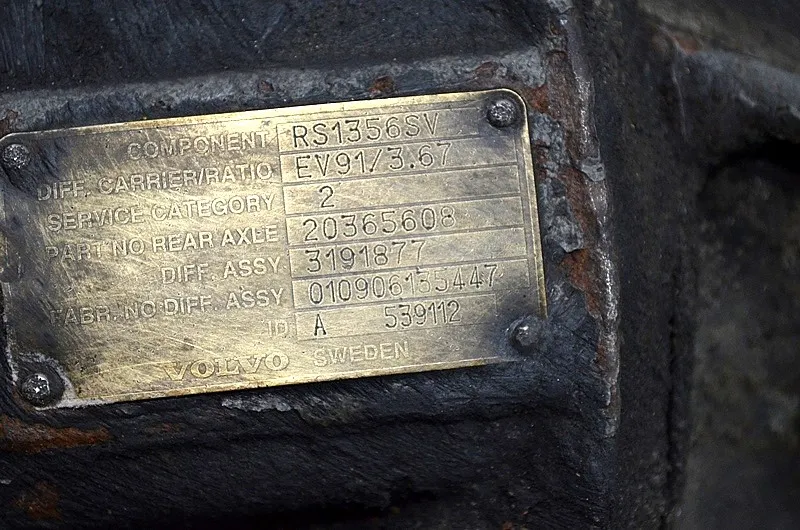 COMPONENT RS1356SV
DIFF. CARRIER/RATIO EV91/3.67
SERVICE CATEGORY 2
PART NO REAR AXLE 20365608
DIFF. ASSY 3191877
FABR. NO DIFF. ASSY 010906135447
ID A 539112
VOLVO SWEDEN